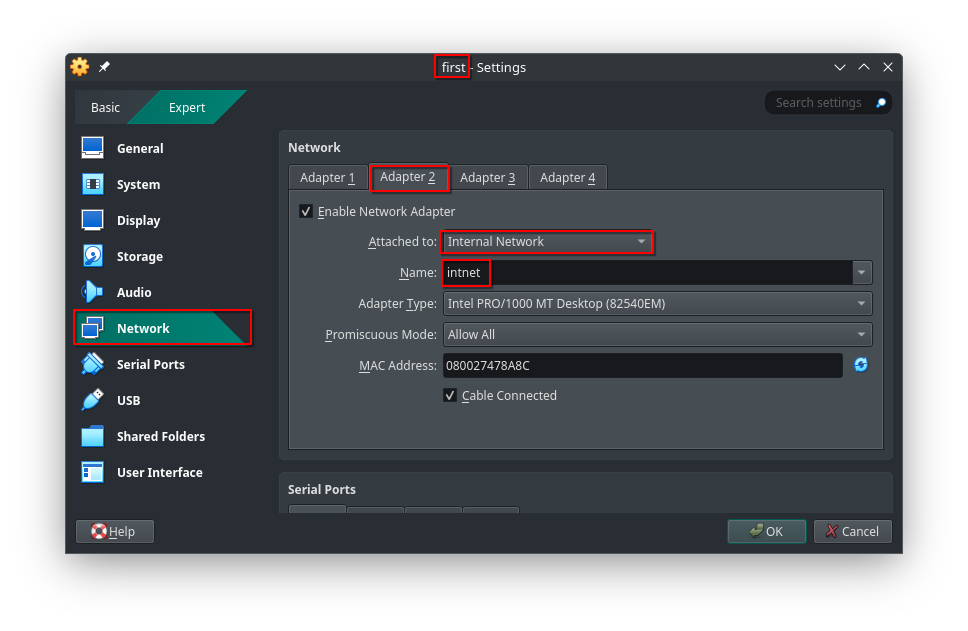 first - Settings
Basic
Expert
Search settings
General
System
Display
Storage
Audio
Network
Serial Ports
USB
Shared Folders
User Interface
Network
Adapter 1
Adapter 2
Adapter 3
Adapter 4
Enable Network Adapter
Attached to: Internal Network
Name: intnet
Adapter Type: Intel PRO/1000 MT Desktop (82540EM)
Promiscuous Mode: Allow All
MAC Address: 080027478A8C
Cable Connected
Serial Ports
Help
OK
Cancel